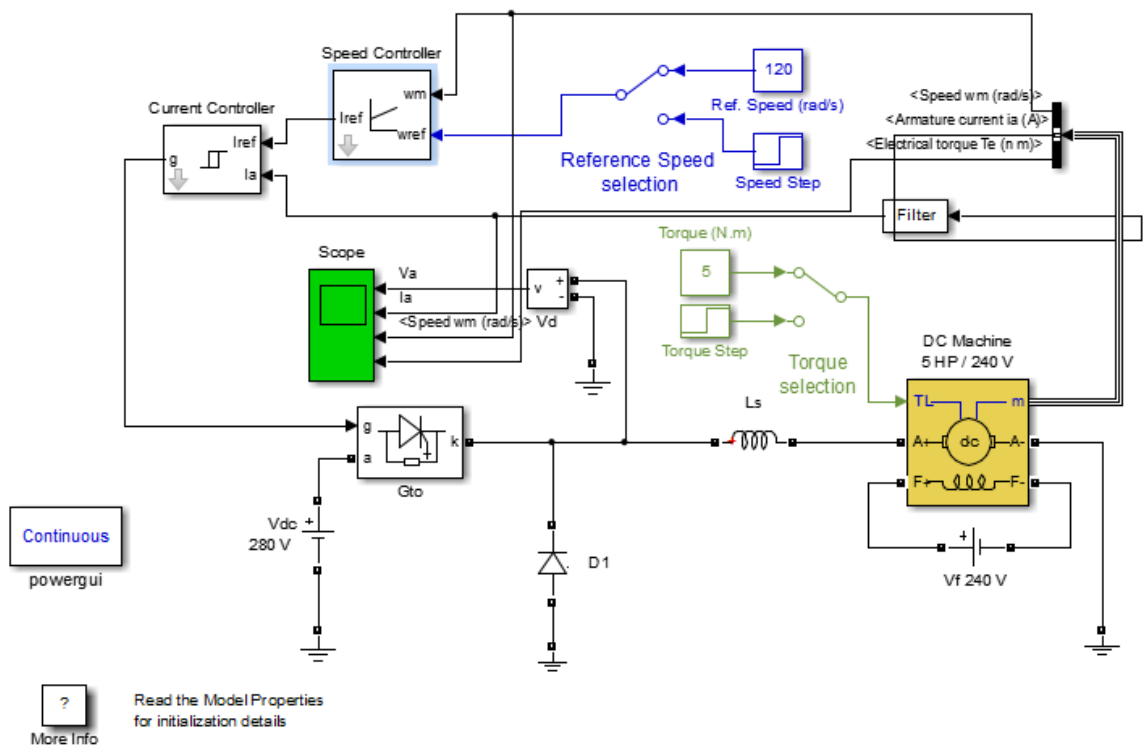 Speed Controller
wm
Iref
wref
120
Ref. Speed (rad/s)
<Speed wm (rad/s)>
<Armature current ia (A)>
<Electrical torque Te (n m)>
Current Controller
Iref
g
Ia
Reference Speed
selection
Speed Step
Filter
Scope
Va
Ia
<Speed wm (rad/s)>
v
+
-
Vd
Torque (N.m)
5
Torque Step
Torque
selection
DC Machine
5 HP / 240 V
TL
m
A+
dc
A-
F+
F-
Ls
g
a
k
Gto
Continuous
powergui
Vdc
280 V
+
D1
+
Vf 240 V
?
More Info
Read the Model Properties
for initialization details